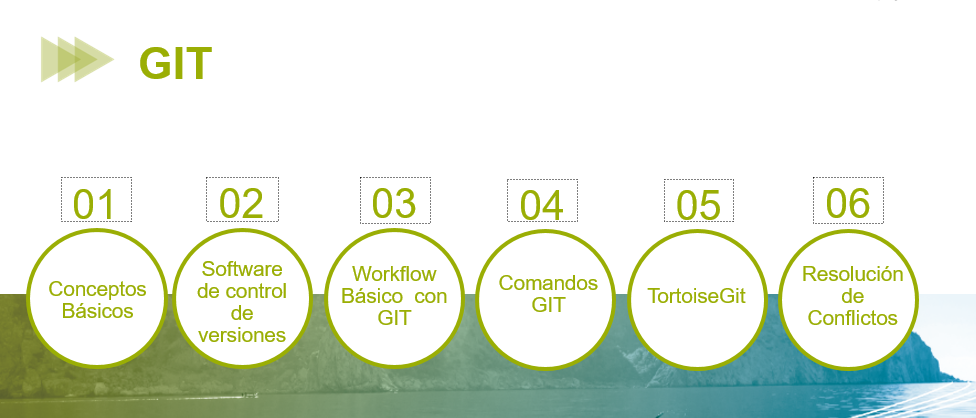 GIT
01
Conceptos
Básicos
02
Software
de control
de
versiones
03
Workflow
Básico con
GIT
04
Comandos
GIT
05
TortoiseGit
06
Resolución
de
Conflictos